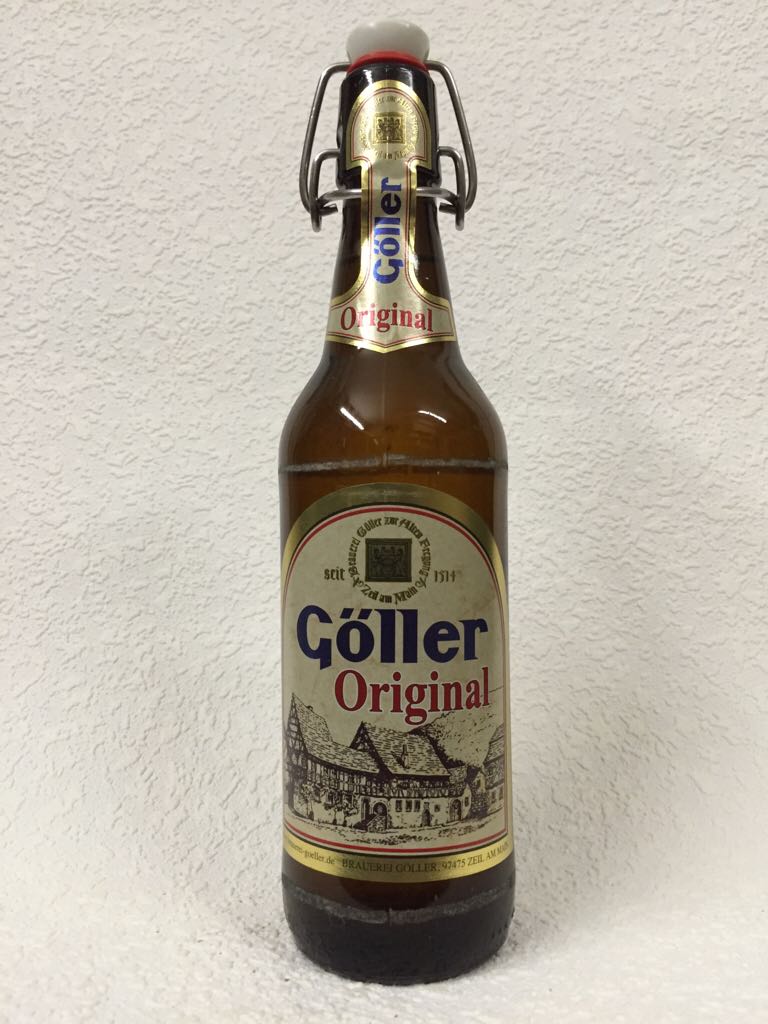 Göller
Original
Brauerei Göller zur Alten Freyung
seit 1514
Zeil am Main
Göller
Original
BRAUEREI GÖLLER, 97475 ZEIL AM MAIN